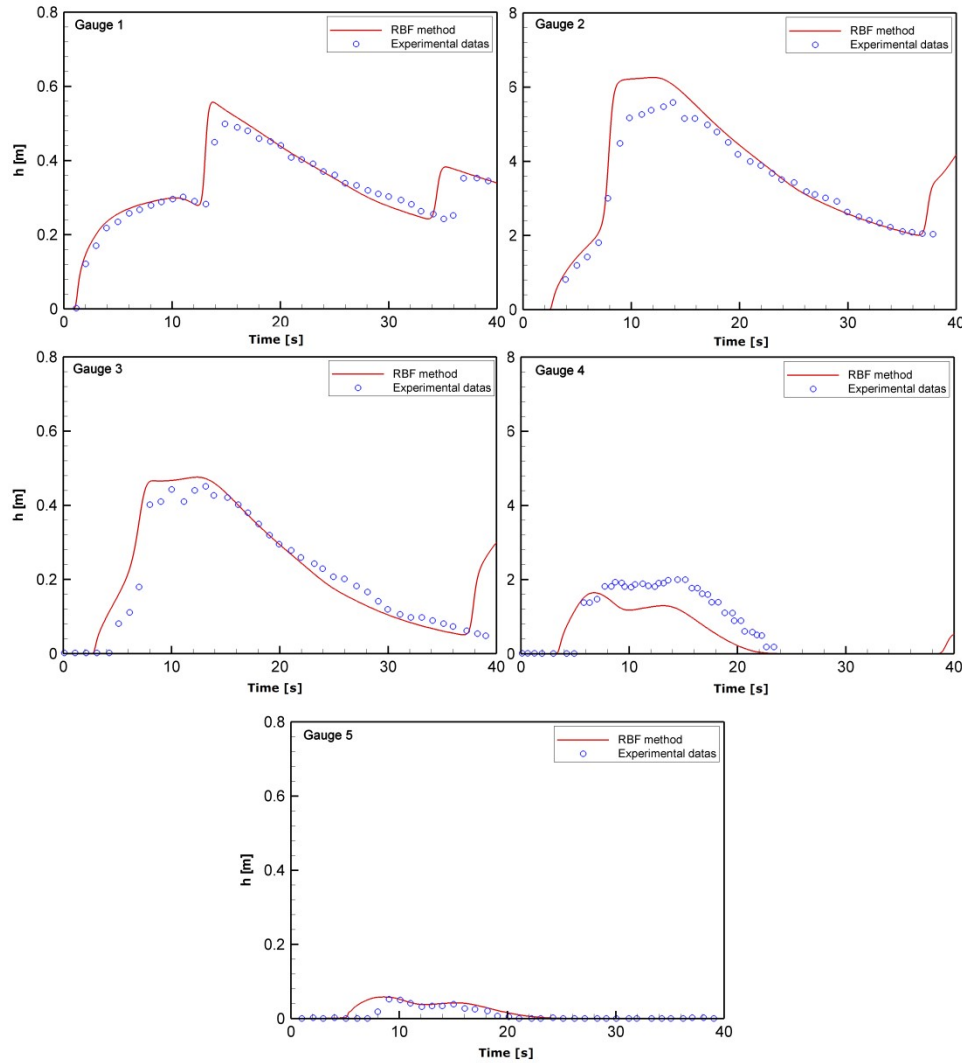 Gauge 1
RBF method
Experimental datas
0.8
0.6
0.4
0.2
0
h [m]
0 10 20 30 40
Time [s]
Gauge 2
RBF method
Experimental datas
8
6
4
2
0
0 10 20 30 40
Time [s]
Gauge 3
RBF method
Experimental datas
0.8
0.6
0.4
0.2
0
h [m]
0 10 20 30 40
Time [s]
Gauge 4
RBF method
Experimental datas
8
6
4
2
0
0 10 20 30 40
Time [s]
Gauge 5
RBF method
Experimental datas
0.8
0.6
0.4
0.2
0
h [m]
0 10 20 30 40
Time [s]